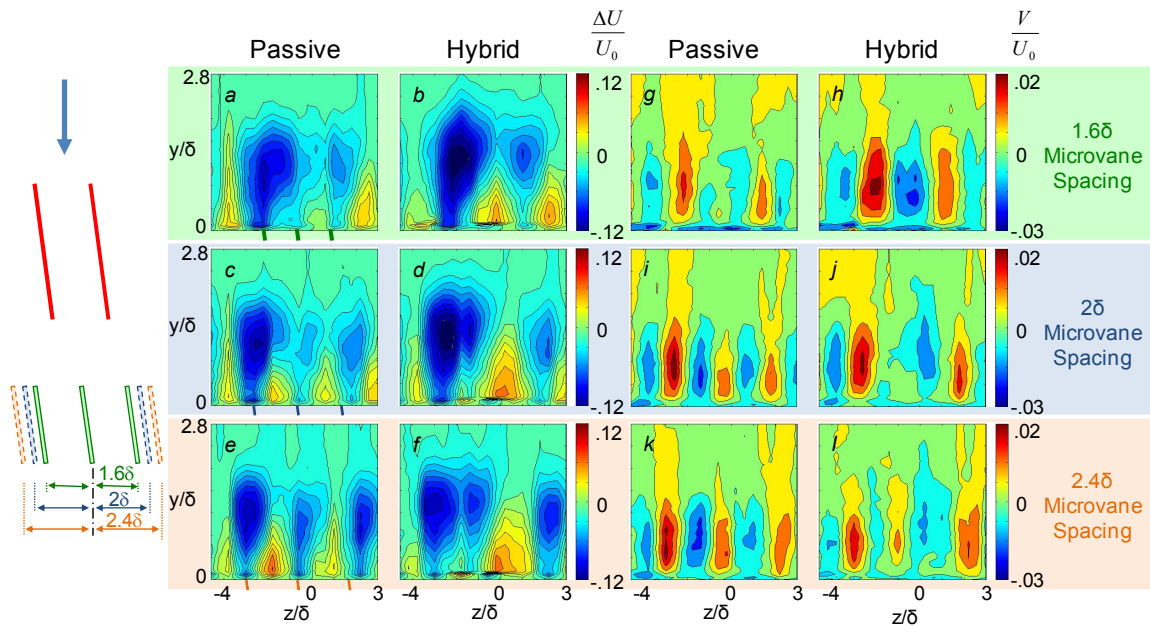 ΔU/U₀
V/U₀
Passive
Hybrid
Passive
Hybrid
2.8
a
b
.12
g
h
.02
y/δ
0
0
1.6δ
Microvane
Spacing
0
-.12
-.03
2.8
c
d
.12
i
j
.02
y/δ
0
0
2δ
Microvane
Spacing
0
-.12
-.03
2.8
e
f
.12
k
l
.02
y/δ
0
0
2.4δ
Microvane
Spacing
0
-.12
-.03
1.6δ
2δ
2.4δ
-4
0
3
-4
0
3
-4
0
3
-4
0
3
z/δ
z/δ
z/δ
z/δ